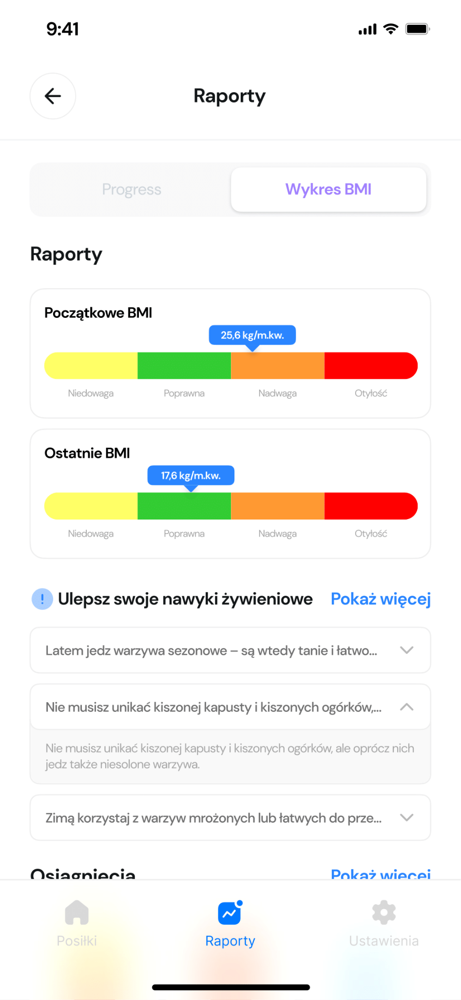 9:41
Raporty
Progress
Wykres BMI
Raporty
Początkowe BMI
25,6 kg/m.kw.
Niedowaga
Poprawna
Nadwaga
Otyłość
Ostatnie BMI
17,6 kg/m.kw.
Niedowaga
Poprawna
Nadwaga
Otyłość
! Ulepsz swoje nawyki żywieniowe
Pokaż więcej
Latem jedz warzywa sezonowe – są wtedy tanie i łatwo...
Nie musisz unikać kiszonej kapusty i kiszonych ogórków,...
Nie musisz unikać kiszonej kapusty i kiszonych ogórków, ale oprócz nich
jedz także niesolone warzywa.
Zimą korzystaj z warzyw mrożonych lub łatwych do prze...
Osiągnięcia
Pokaż więcej
Posiłki
Raporty
Ustawienia